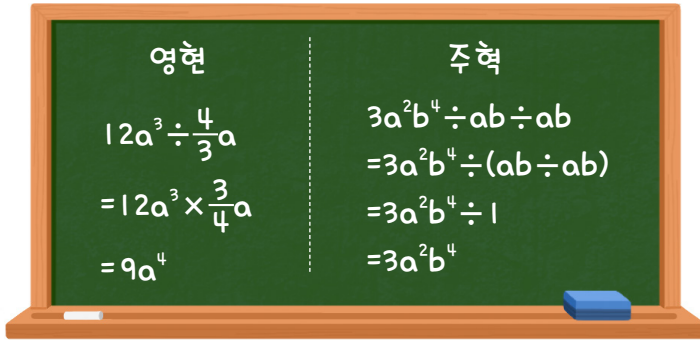 영현
12a³÷4/3a
=12a³×3/4a
=9a⁴
주혁
3a²b⁴÷ab÷ab
=3a²b⁴÷(ab÷ab)
=3a²b⁴÷1
=3a²b⁴